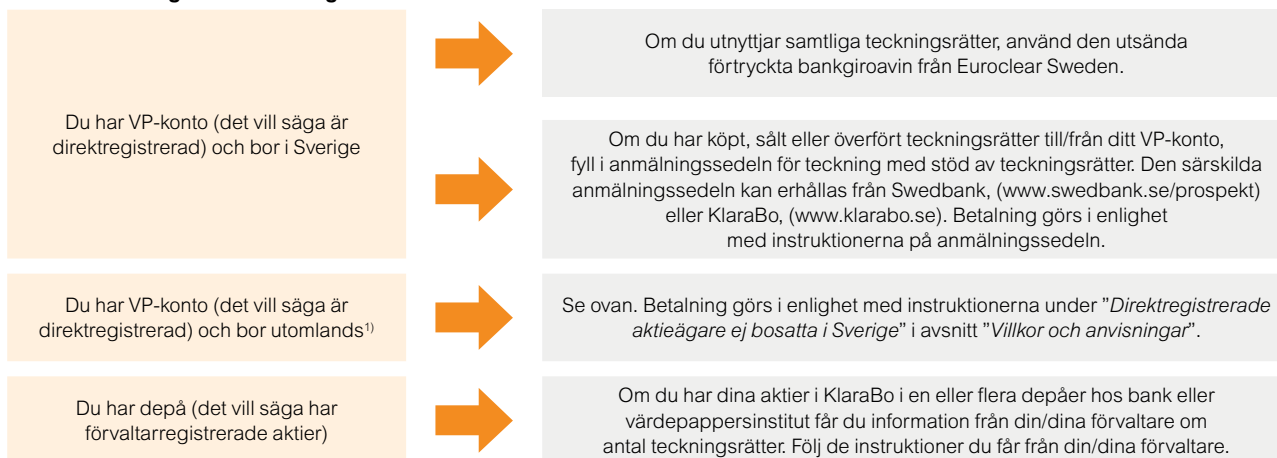 Du har VP-konto (det vill säga är
direktregistrerad) och bor i Sverige
Om du utnyttjar samtliga teckningsrätter, använd den utsända
förtryckta bankgiroavin från Euroclear Sweden.
Om du har köpt, sålt eller överfört teckningsrätter till/från ditt VP-konto,
fyll i anmälningssedeln för teckning med stöd av teckningsrätter. Den särskilda
anmälningssedeln kan erhållas från Swedbank, (www.swedbank.se/prospekt)
eller KlaraBo, (www.klarabo.se). Betalning görs i enlighet
med instruktionerna på anmälningssedeln.
Du har VP-konto (det vill säga är
direktregistrerad) och bor utomlands¹⁾
Se ovan. Betalning görs i enlighet med instruktionerna under ”Direktregistrerade
aktieägare ej bosatta i Sverige” i avsnitt ”Villkor och anvisningar”.
Du har depå (det vill säga har
förvaltarregistrerade aktier)
Om du har dina aktier i KlaraBo i en eller flera depåer hos bank eller
värdepappersinstitut får du information från din/dina förvaltare om
antal teckningsrätter. Följ de instruktioner du får från din/dina förvaltare.